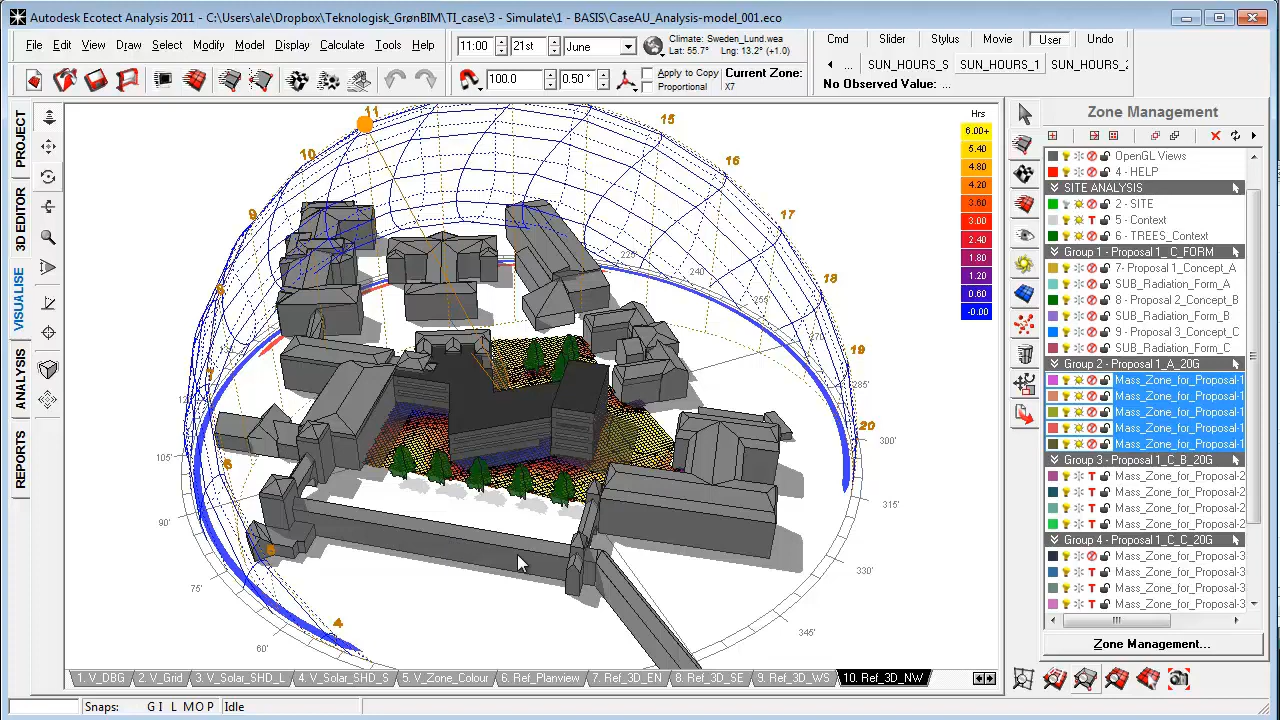 Autodesk Ecotect Analysis 2011 - C:\Users\ale\Dropbox\Teknologisk_GrønBIM\TI_case\3 - Simulate\1 - BASIS\CaseAU_Analysis-model_001.eco
File Edit View Draw Select Modify Model Display Calculate Tools Help
11:00 21st June
Climate: Sweden_Lund.wea
Lat: 55.7° Lng: 13.2° (+1.0)
Cmd Slider Stylus Movie User Undo
... SUN_HOURS_S SUN_HOURS_1 SUN_HOURS_2
100.0 0.50 °
Apply to Copy
Proportional
Current Zone:
X7
No Observed Value: ...
PROJECT
3D EDITOR
VISUALISE
ANALYSIS
REPORTS
Hrs
6.00+
5.40
4.80
4.20
3.60
3.00
2.40
1.80
1.20
0.60
-0.00
11
10
9
15
16
17
18
19
20
4
225°
240°
255°
270°
285°
300°
315°
330°
345°
60°
75°
90°
105°
Zone Management
OpenGL Views
4 - HELP
SITE ANALYSIS
2 - SITE
5 - Context
6 - TREES_Context
Group 1 - Proposal 1_ C_FORM
7- Proposal 1_Concept_A
SUB_Radiation_Form_A
8 - Proposal 2_Concept_B
SUB_Radiation_Form_B
9 - Proposal 3_Concept_C
SUB_Radiation_Form_C
Group 2 - Proposal 1_A_20G
Mass_Zone_for_Proposal-1
Mass_Zone_for_Proposal-1
Mass_Zone_for_Proposal-1
Mass_Zone_for_Proposal-1
Mass_Zone_for_Proposal-1
Group 3 - Proposal 1_C_B_20G
Mass_Zone_for_Proposal-2
Mass_Zone_for_Proposal-2
Mass_Zone_for_Proposal-2
Mass_Zone_for_Proposal-2
Group 4 - Proposal 1_C_C_20G
Mass_Zone_for_Proposal-3
Mass_Zone_for_Proposal-3
Mass_Zone_for_Proposal-3
Mass_Zone_for_Proposal-3
Zone Management...
1. V_DBG 2. V_Grid 3. V_Solar_SHD_L 4. V_Solar_SHD_S 5. V_Zone_Colour 6. Ref_Planview 7. Ref_3D_EN 8. Ref_3D_SE 9. Ref_3D_WS 10. Ref_3D_NW
Snaps: G I L M O P Idle